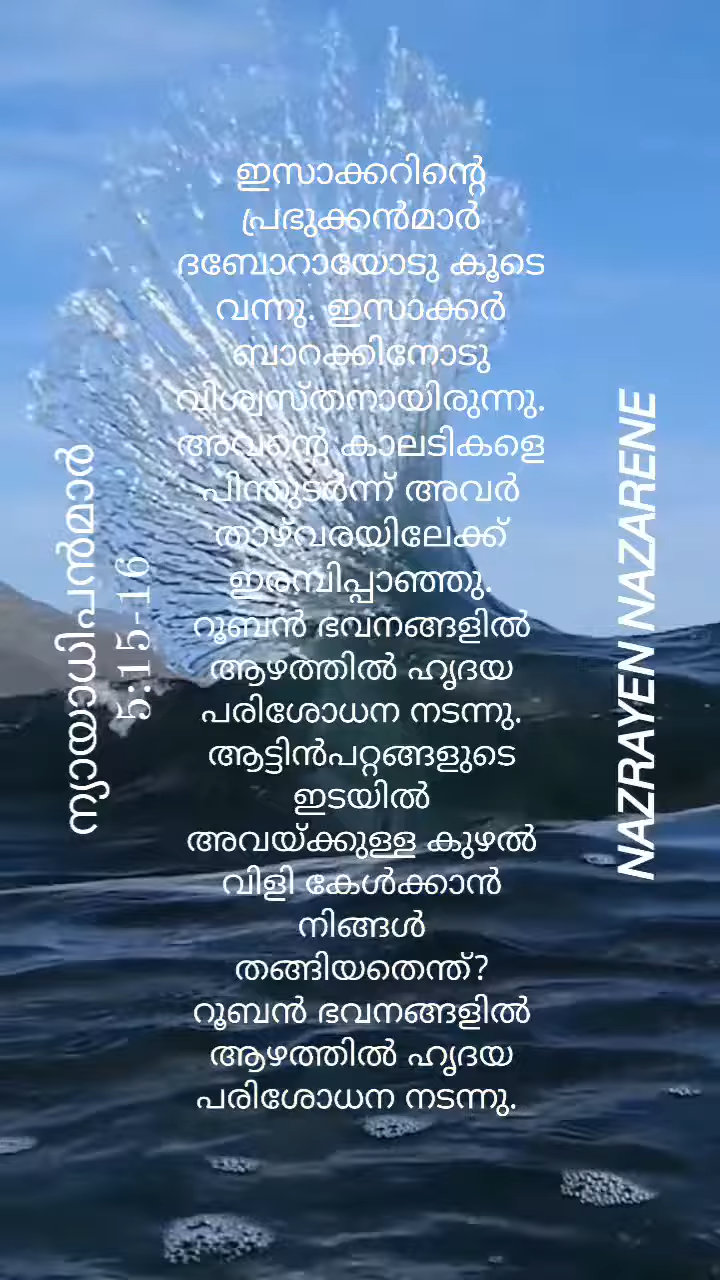 ഇസാക്കറിന്റെ
പ്രഭുക്കൻമാർ
ദബോറായോടു കൂടെ
വന്നു. ഇസാക്കർ
ബാറക്കിനോടു
വിശ്വസ്തനായിരുന്നു.
അവന്റെ കാലടികളെ
പിന്തുടർന്ന് അവർ
താഴ്‌വരയിലേക്ക്
ഇരമ്പിപ്പാഞ്ഞു.
റൂബൻ ഭവനങ്ങളിൽ
ആഴത്തിൽ ഹൃദയ
പരിശോധന നടന്നു.
ആട്ടിൻപറ്റങ്ങളുടെ
ഇടയിൽ
അവയ്ക്കുള്ള കുഴൽ
വിളി കേൾക്കാൻ
നിങ്ങൾ
തങ്ങിയതെന്ത്?
റൂബൻ ഭവനങ്ങളിൽ
ആഴത്തിൽ ഹൃദയ
പരിശോധന നടന്നു.
ന്യായാധിപൻമാർ
5:15-16
NAZRAYEN NAZARENE